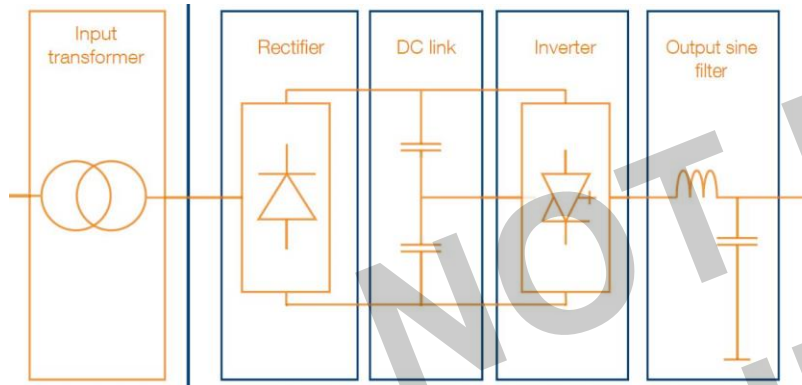 Input
transformer
Rectifier
DC link
Inverter
Output sine
filter
NOT